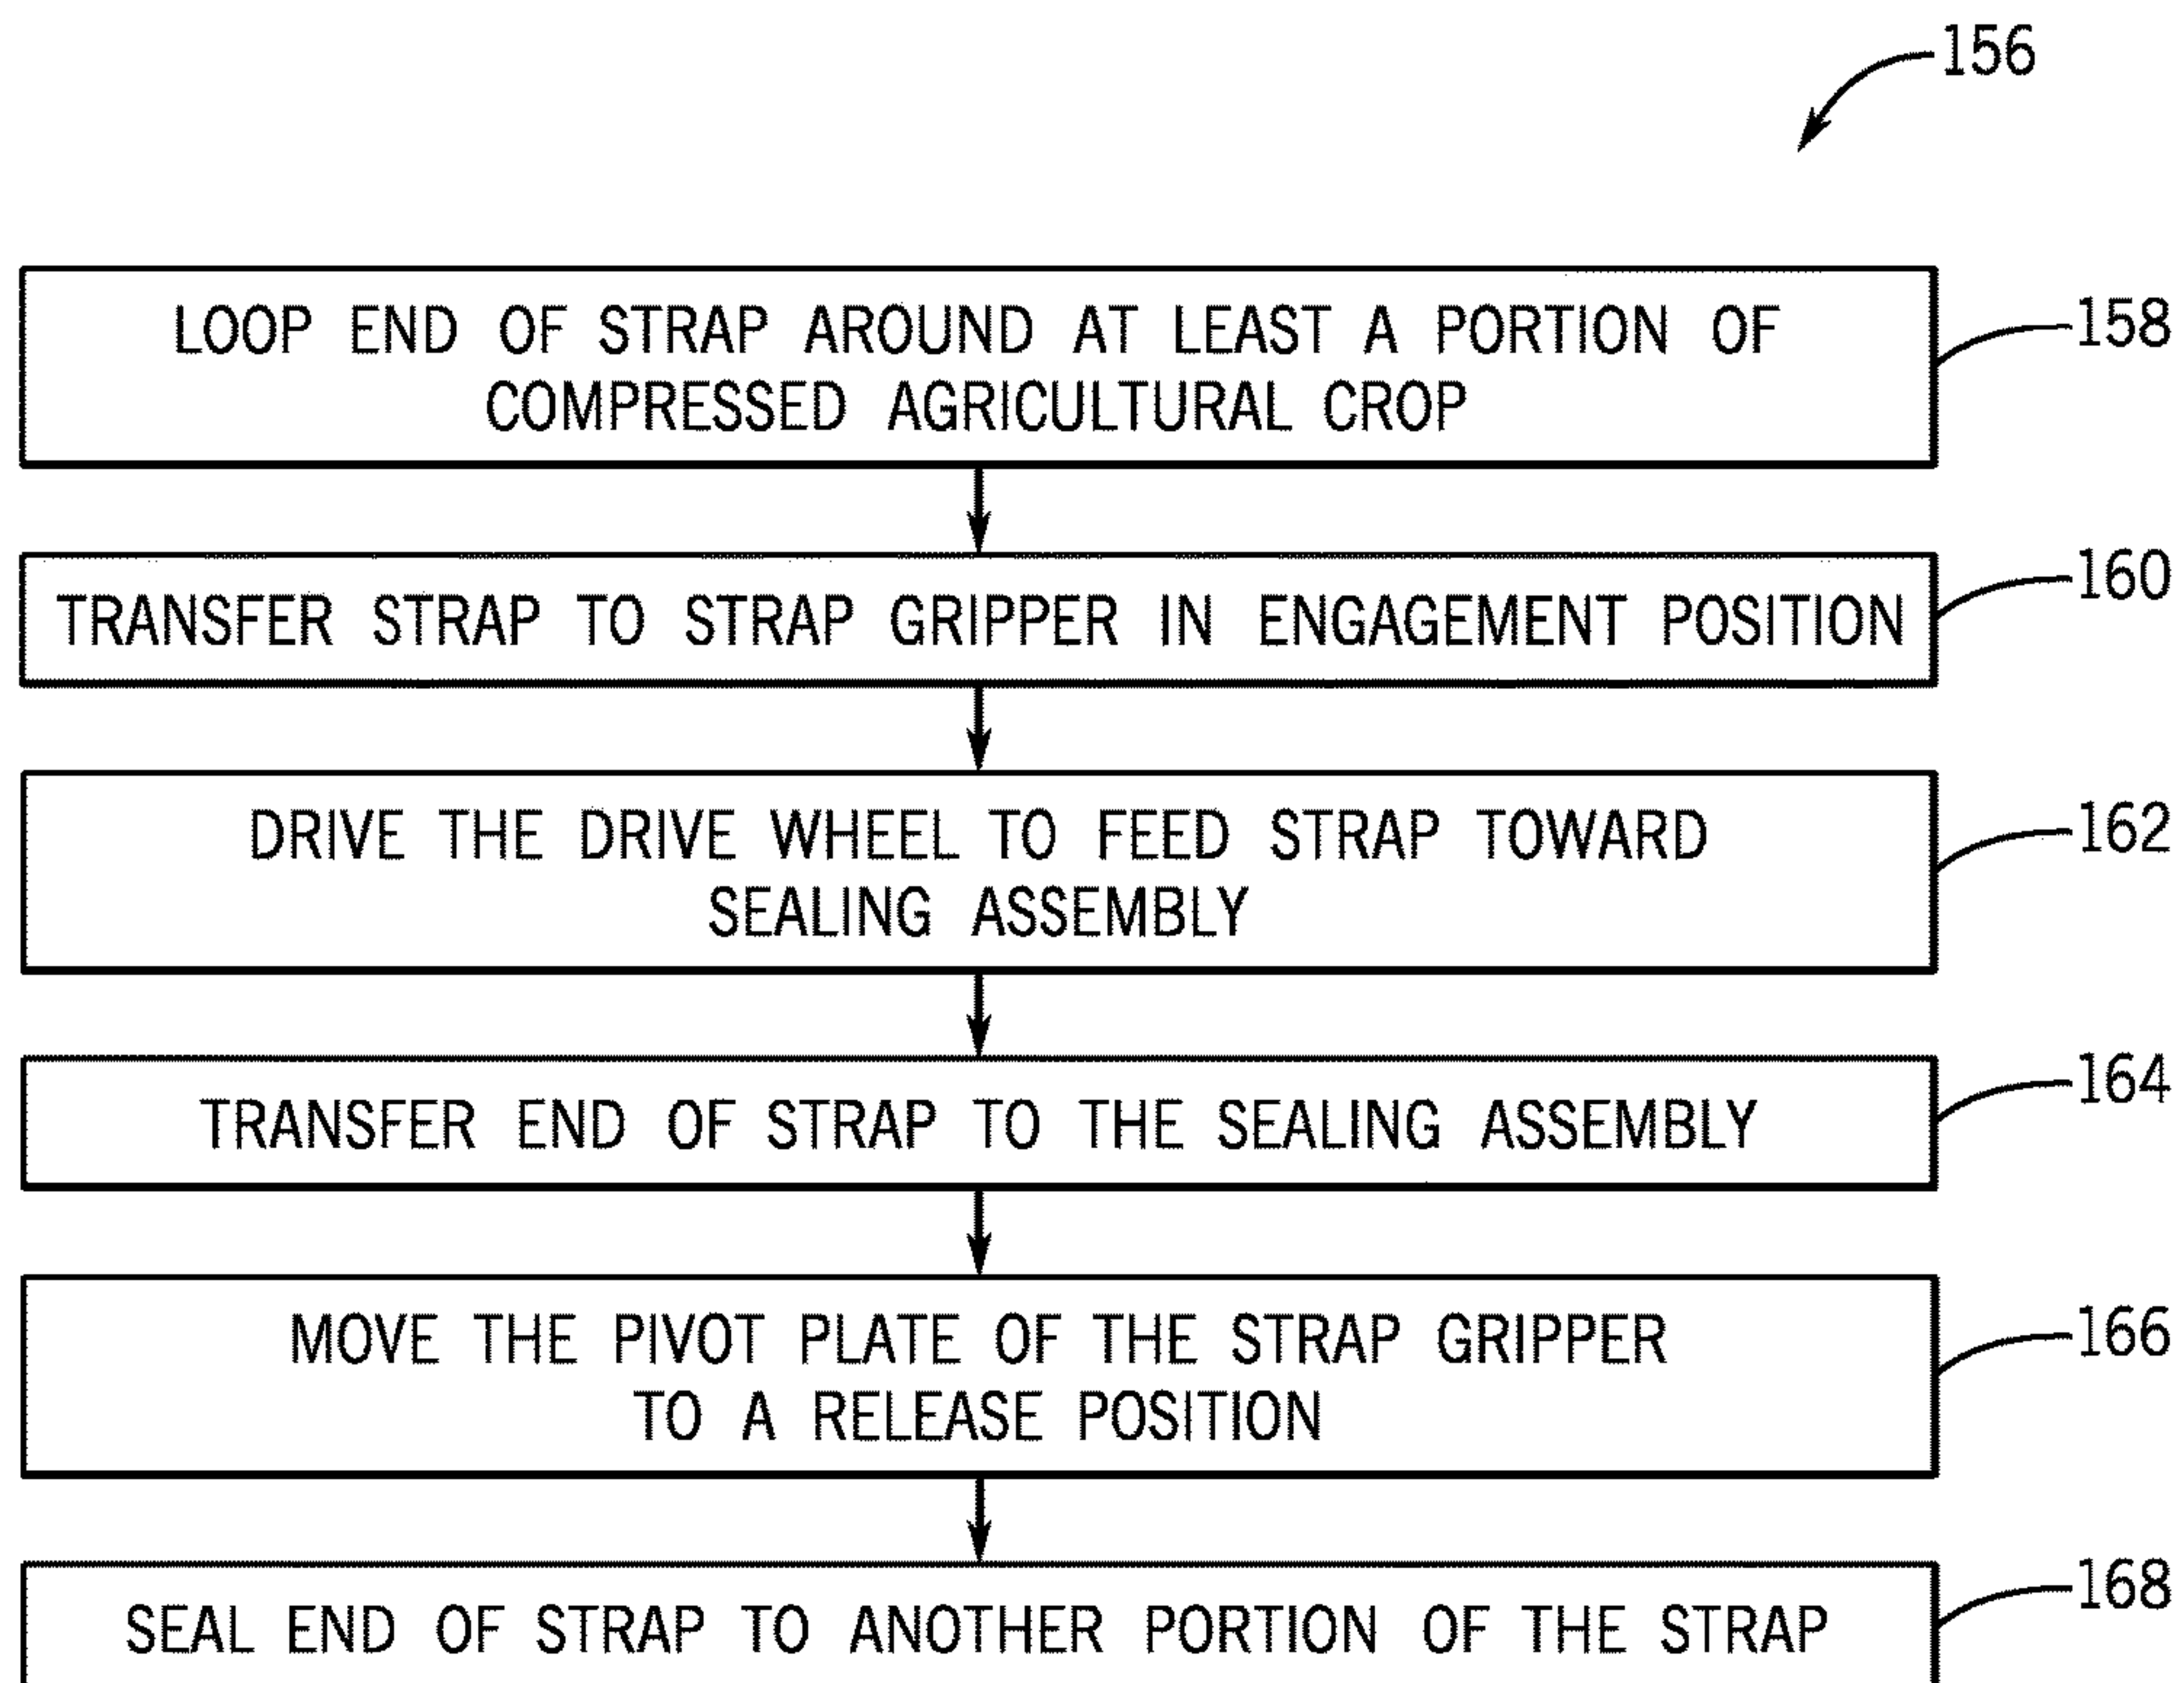 156
LOOP END OF STRAP AROUND AT LEAST A PORTION OF
COMPRESSED AGRICULTURAL CROP
158
TRANSFER STRAP TO STRAP GRIPPER IN ENGAGEMENT POSITION
160
DRIVE THE DRIVE WHEEL TO FEED STRAP TOWARD
SEALING ASSEMBLY
162
TRANSFER END OF STRAP TO THE SEALING ASSEMBLY
164
MOVE THE PIVOT PLATE OF THE STRAP GRIPPER
TO A RELEASE POSITION
166
SEAL END OF STRAP TO ANOTHER PORTION OF THE STRAP
168